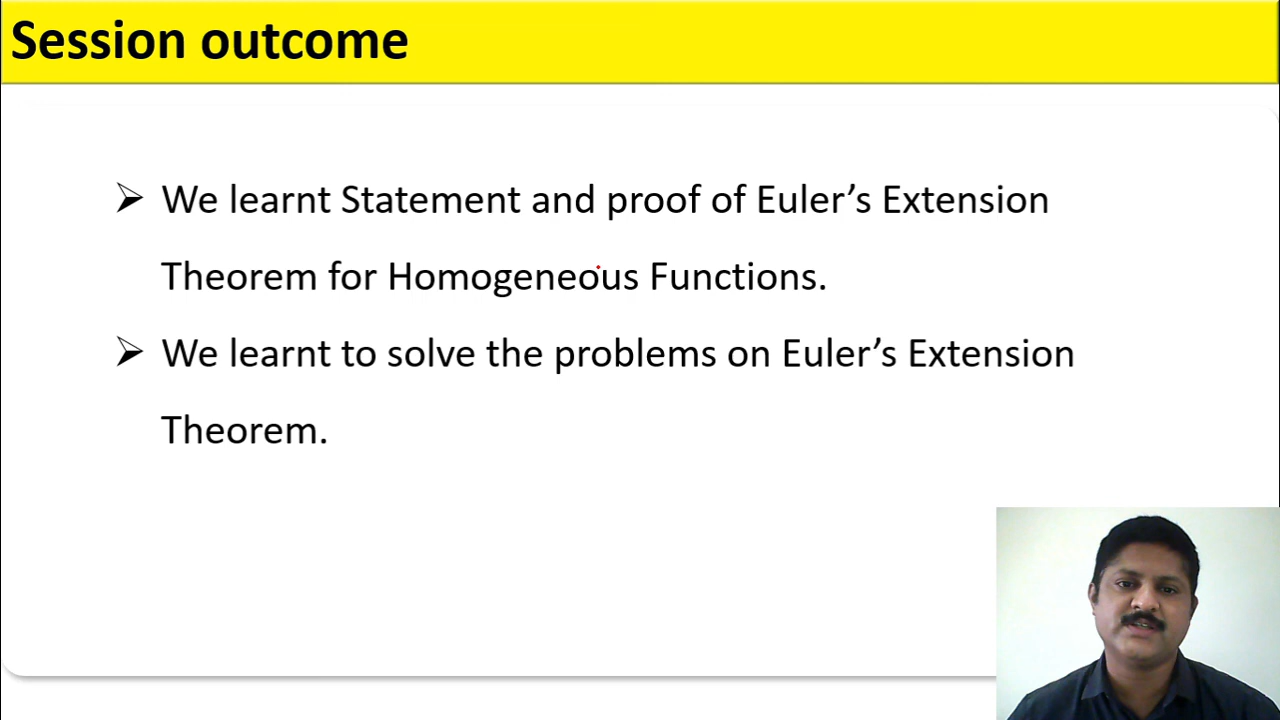 Session outcome
➢ We learnt Statement and proof of Euler’s Extension
Theorem for Homogeneous Functions.
➢ We learnt to solve the problems on Euler’s Extension
Theorem.